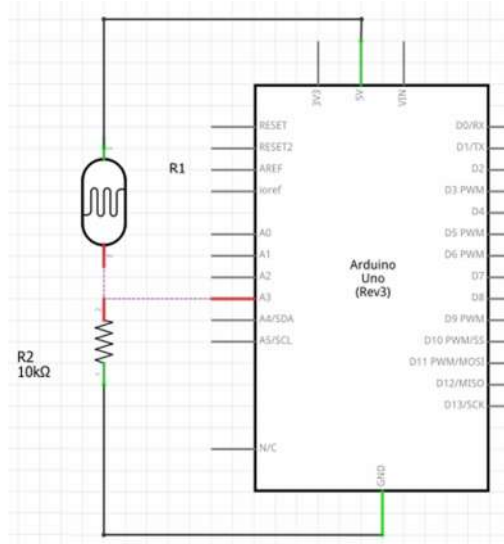 3V3
5V
VIN
RESET
RESET2
AREF
ioref
A0
A1
A2
A3
A4/SDA
A5/SCL
N/C
D0/RX
D1/TX
D2
D3 PWM
D4
D5 PWM
D6 PWM
D7
D8
D9 PWM
D10 PWM/SS
D11 PWM/MOSI
D12/MISO
D13/SCK
GND
Arduino
Uno
(Rev3)
R1
R2
10kΩ